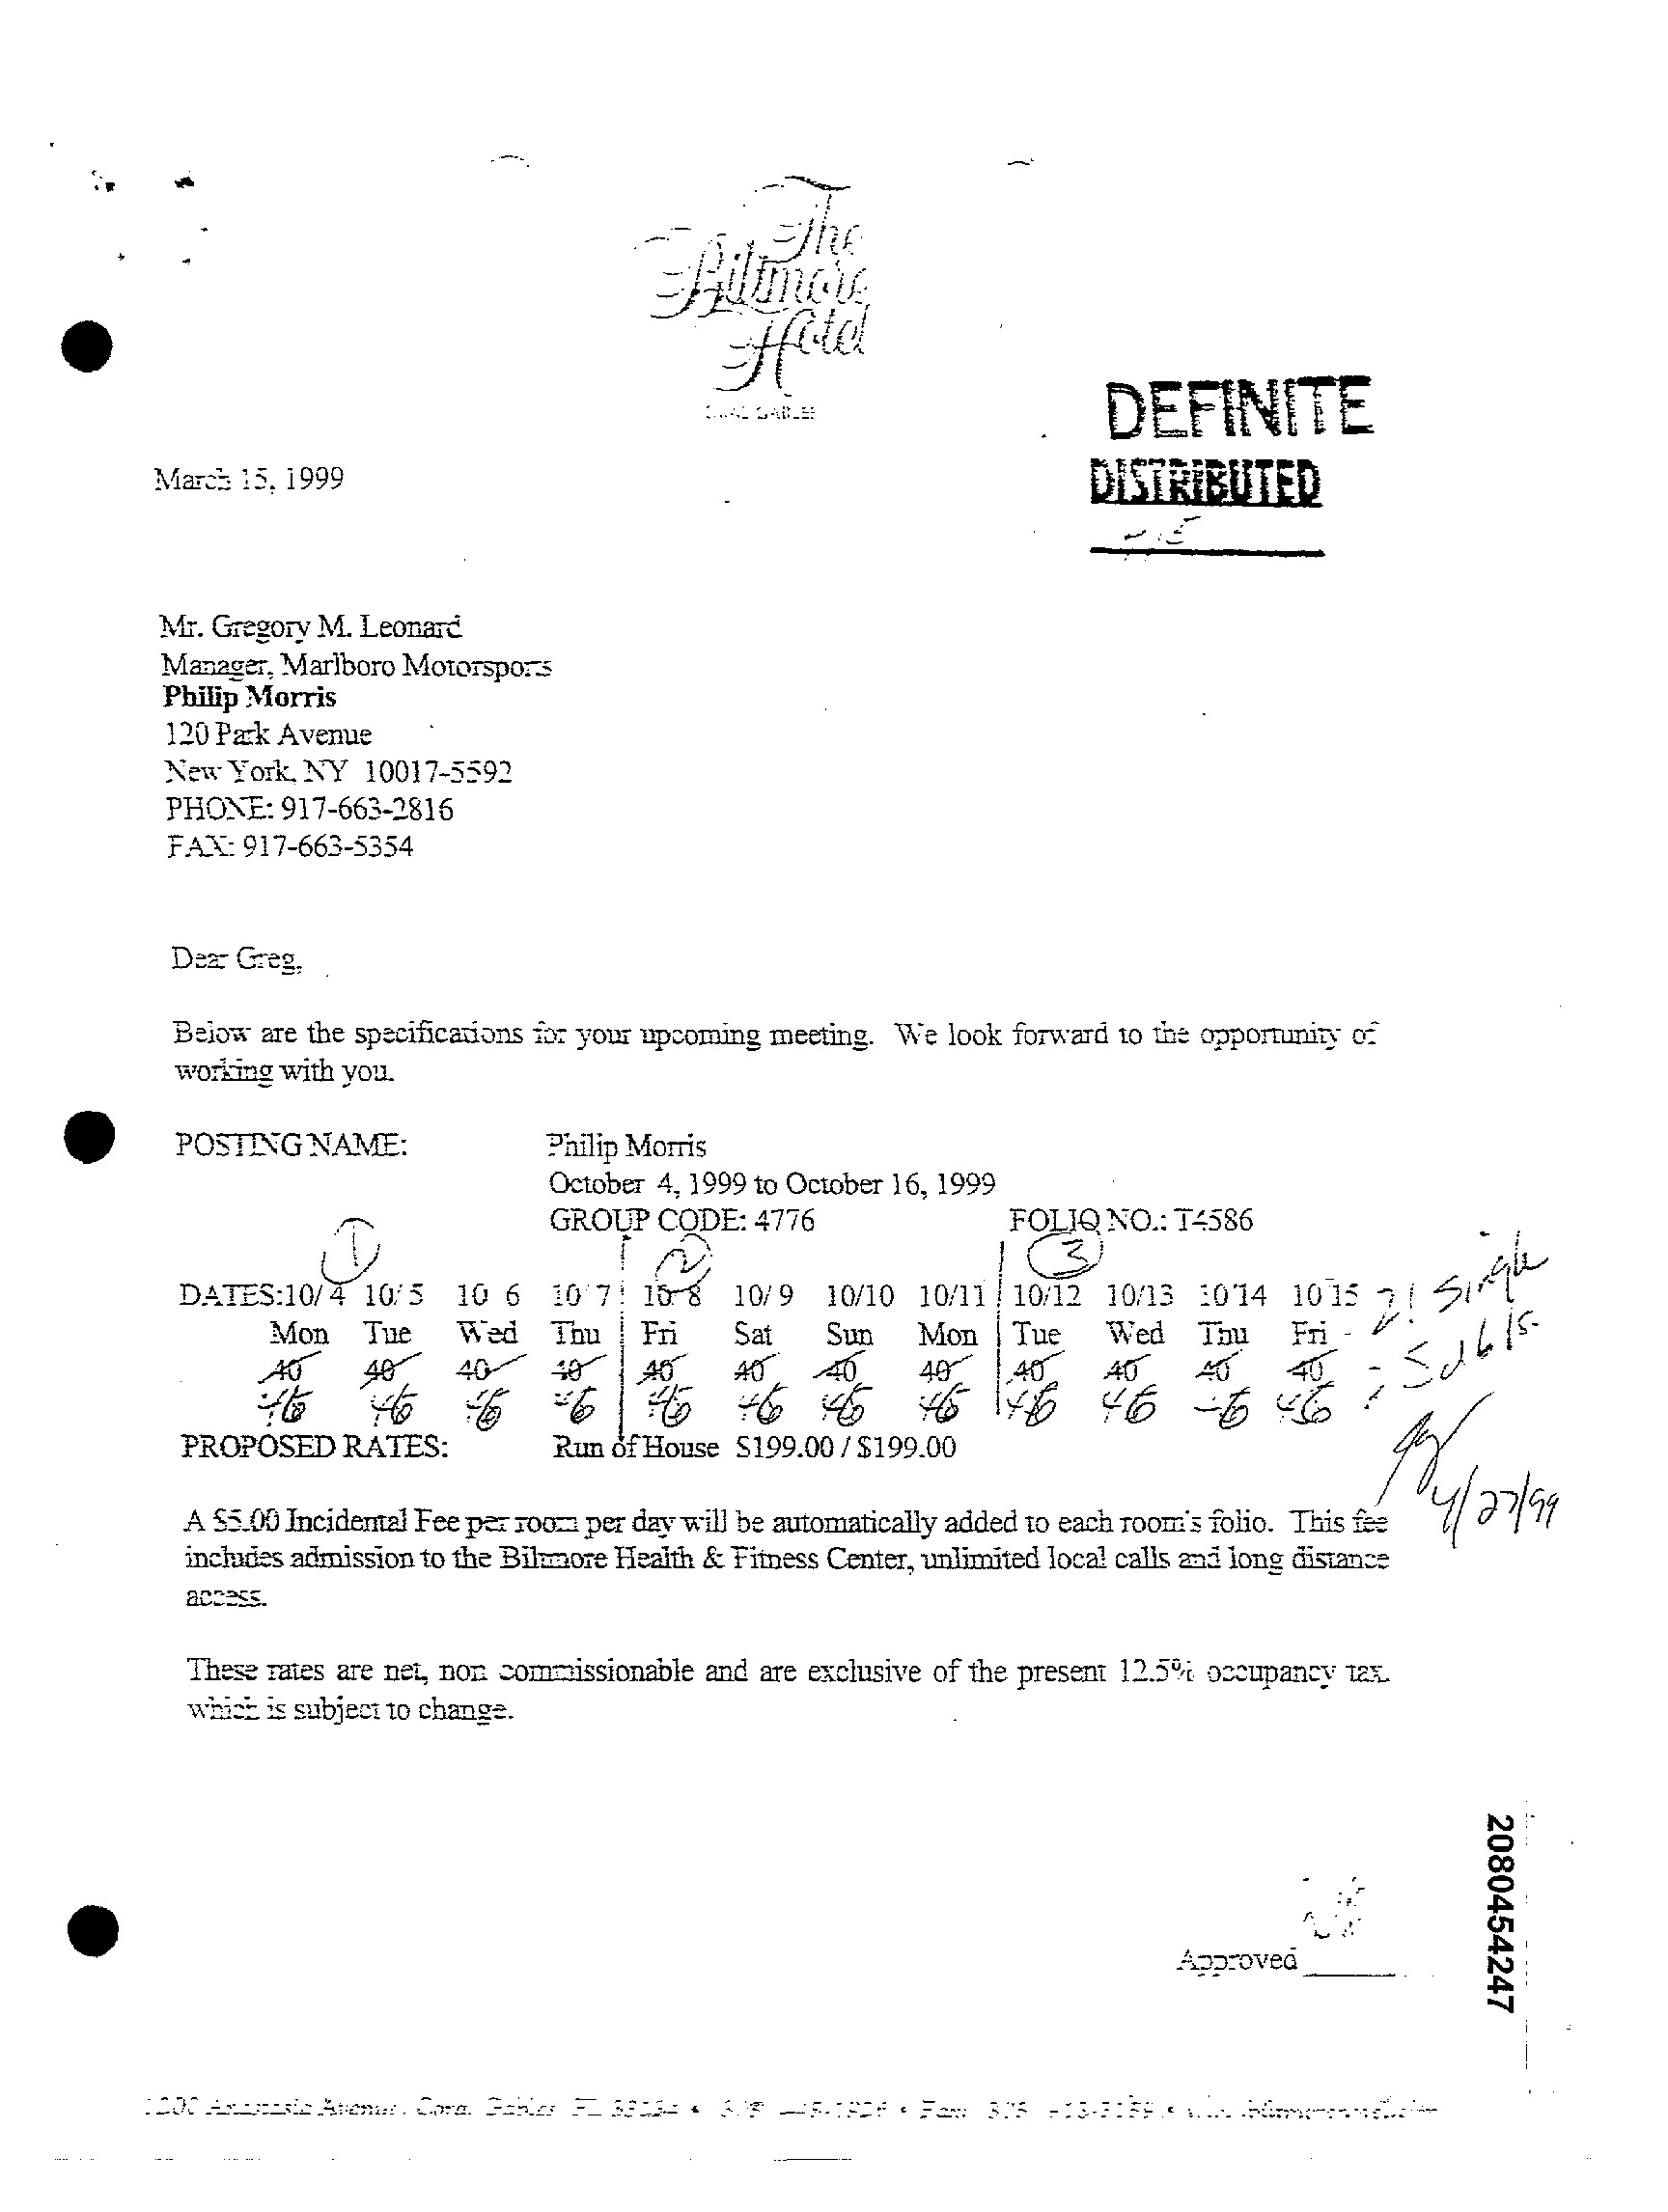 The
Biltmore
Hotel
CORAL GABLES
DEFINITE
DISTRIBUTED
March 15, 1999
Mr. Gregory M. Leonard
Manager, Marlboro Motorsports
Philip Morris
120 Park Avenue
New York, NY 10017-5592
PHONE: 917-663-2816
FAX: 917-663-5354
Dear Greg,
Below are the specifications for your upcoming meeting. We look forward to the opportunity of
working with you.
POSTING NAME: Philip Morris
October 4, 1999 to October 16, 1999
GROUP CODE: 4776 FOLIO NO.: T4586
1 2 3
DATES:10/4 10/5 10/6 10/7 10/8 10/9 10/10 10/11 10/12 10/13 10/14 10/15 21 single
Mon Tue Wed Thu Fri Sat Sun Mon Tue Wed Thu Fri
40 40 40 40 40 40 40 40 40 40 40 40
46 46 46 46 46 46 46 46 46 46 46 46
PROPOSED RATES: Run of House $199.00 / $199.00
4/27/99
A $5.00 Incidental Fee per room per day will be automatically added to each room's folio. This fee
includes admission to the Biltmore Health & Fitness Center, unlimited local calls and long distance
access.
These rates are net, non commissionable and are exclusive of the present 12.5% occupancy tax
which is subject to change.
Approved
2080454247
1200 Anastasia Avenue, Coral Gables, FL 33134 • Fax